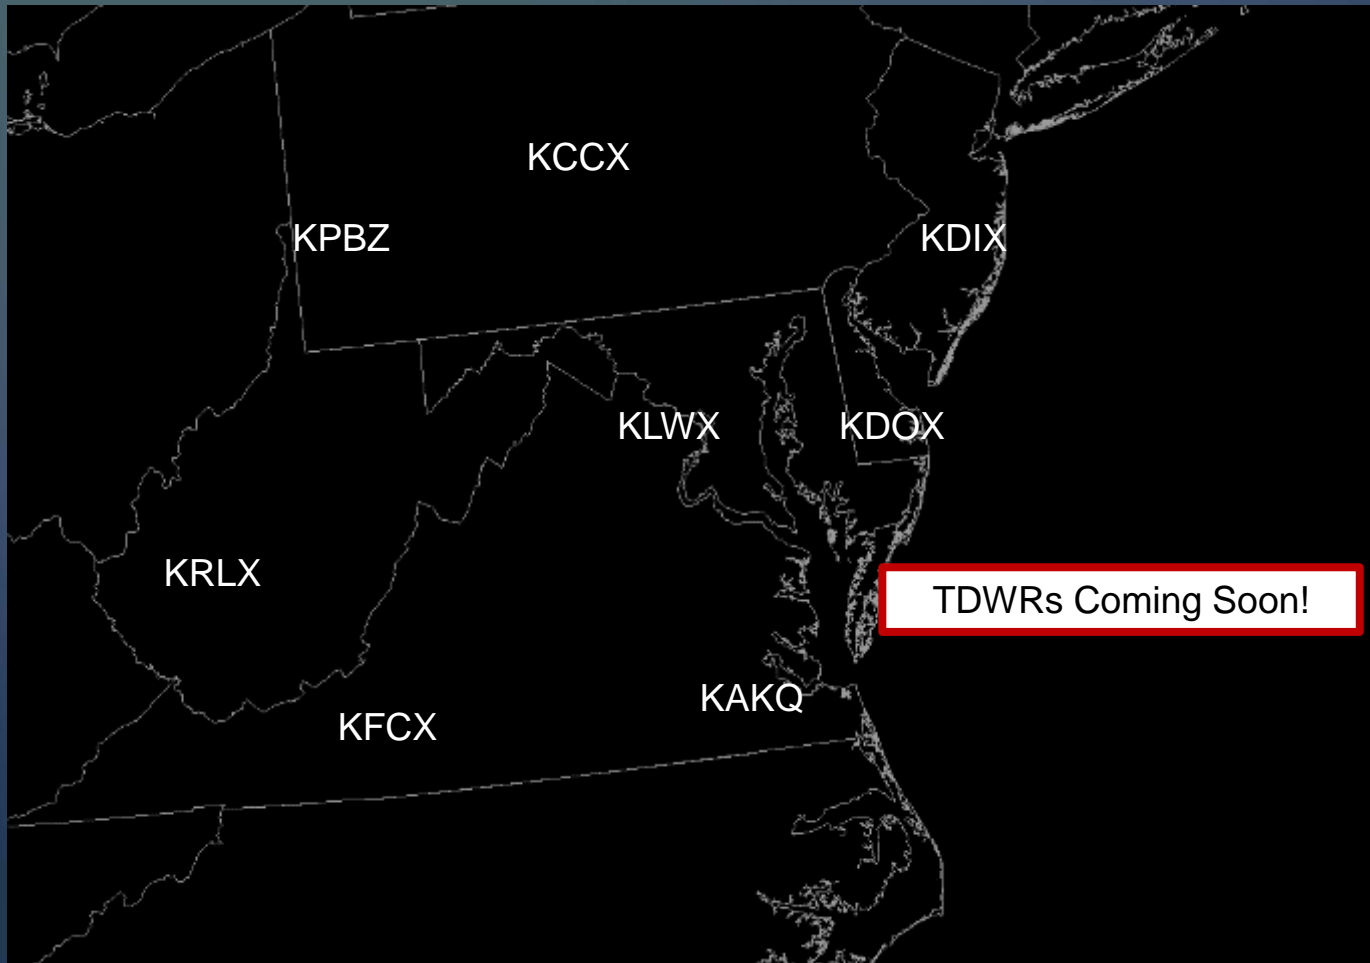 KCCX
KPBZ
KDIX
KLWX
KDOX
KRLX
TDWRs Coming Soon!
KAKQ
KFCX